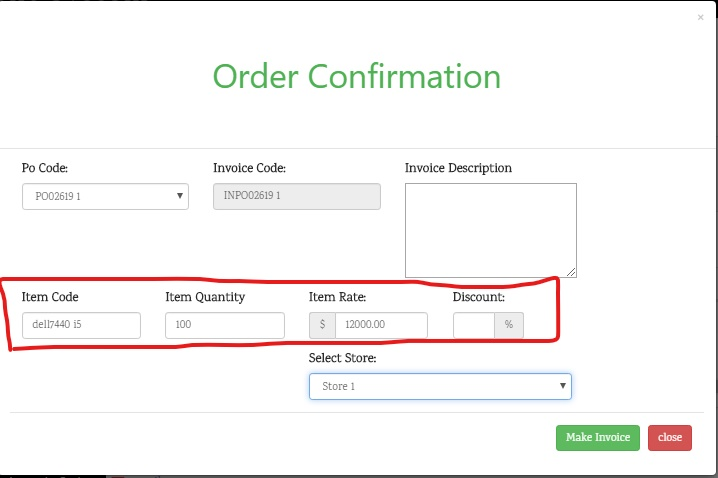 ×
Order Confirmation
Po Code: Invoice Code: Invoice Description
PO02619 1 INPO02619 1
Item Code Item Quantity Item Rate: Discount:
dell7440 i5 100 $ 12000.00 %
Select Store:
Store 1
Make Invoice close